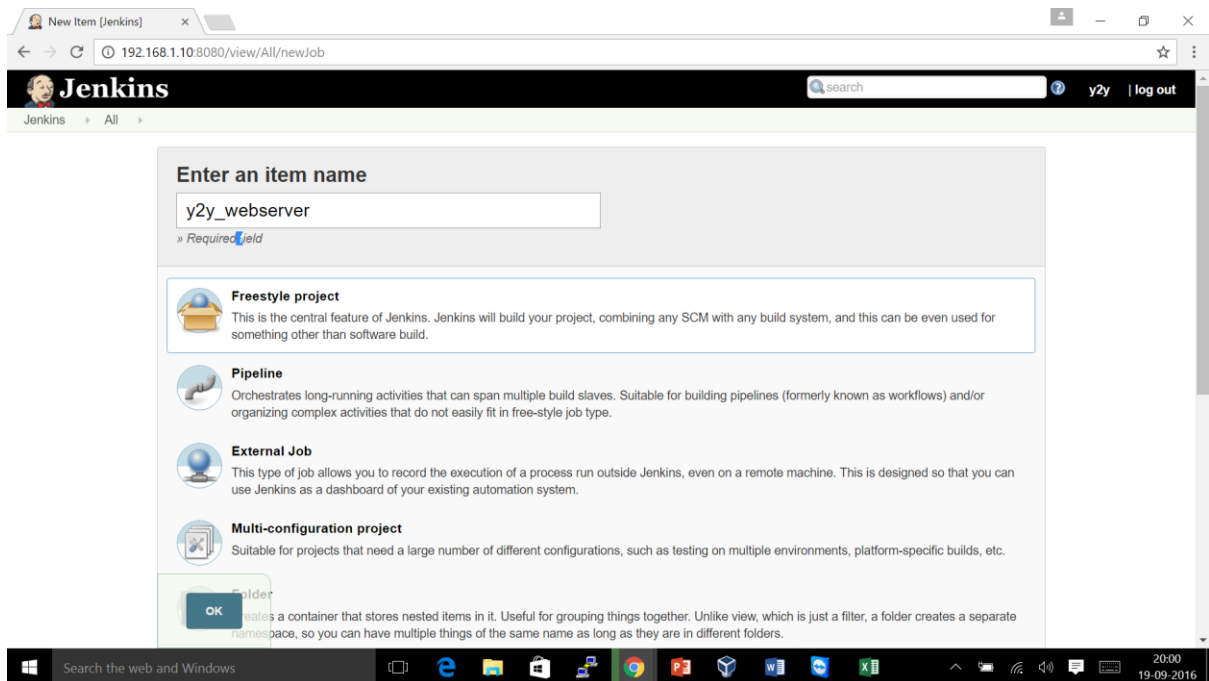 New Item [Jenkins]
192.168.1.10:8080/view/All/newJob
Jenkins
search
y2y | log out
Jenkins All
Enter an item name
y2y_webserver
» Required field
Freestyle project
This is the central feature of Jenkins. Jenkins will build your project, combining any SCM with any build system, and this can be even used for
something other than software build.
Pipeline
Orchestrates long-running activities that can span multiple build slaves. Suitable for building pipelines (formerly known as workflows) and/or
organizing complex activities that do not easily fit in free-style job type.
External Job
This type of job allows you to record the execution of a process run outside Jenkins, even on a remote machine. This is designed so that you can
use Jenkins as a dashboard of your existing automation system.
Multi-configuration project
Suitable for projects that need a large number of different configurations, such as testing on multiple environments, platform-specific builds, etc.
Folder
OK
Creates a container that stores nested items in it. Useful for grouping things together. Unlike view, which is just a filter, a folder creates a separate
namespace, so you can have multiple things of the same name as long as they are in different folders.
Search the web and Windows
20:00
19-09-2016